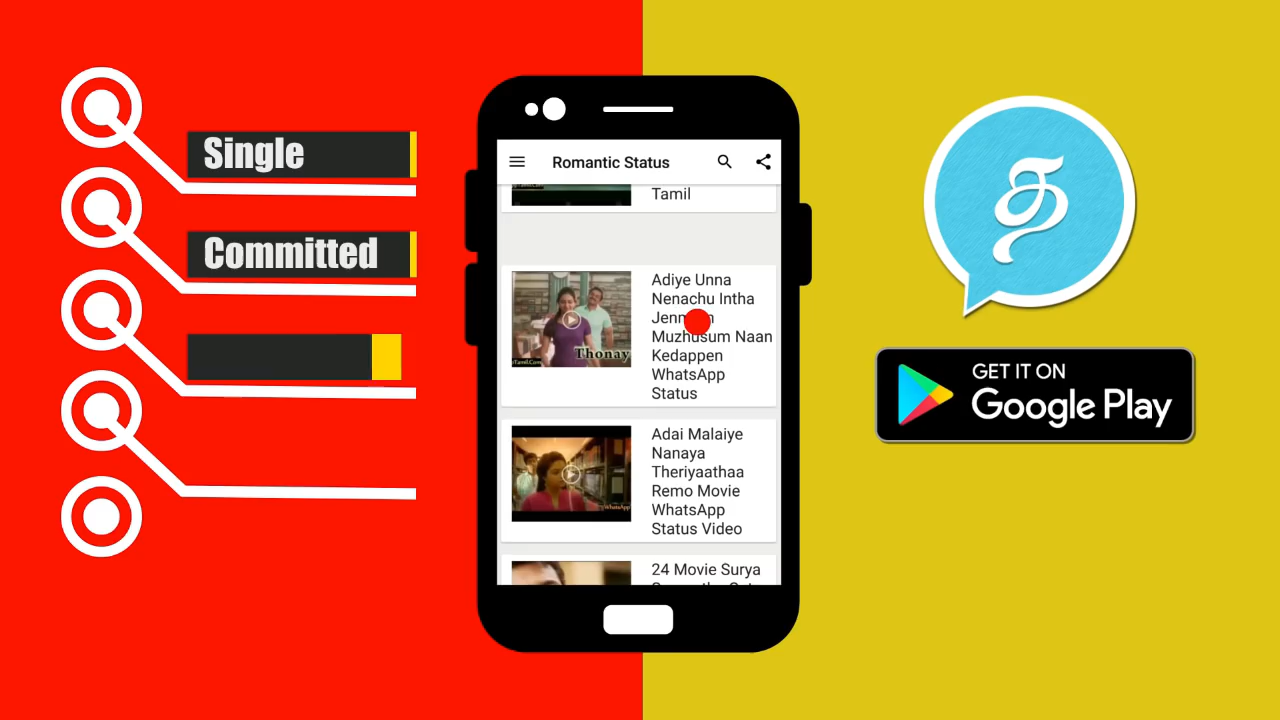 Single
Committed
Romantic Status
Tamil
Adiye Unna
Nenachu Intha
Muzhusum Naan
Kedappen
WhatsApp
Status
Thonay
Adai Malaiye
Nanaya
Theriyaathaa
Remo Movie
WhatsApp
Status Video
WhatsApp
24 Movie Surya
த
GET IT ON
Google Play